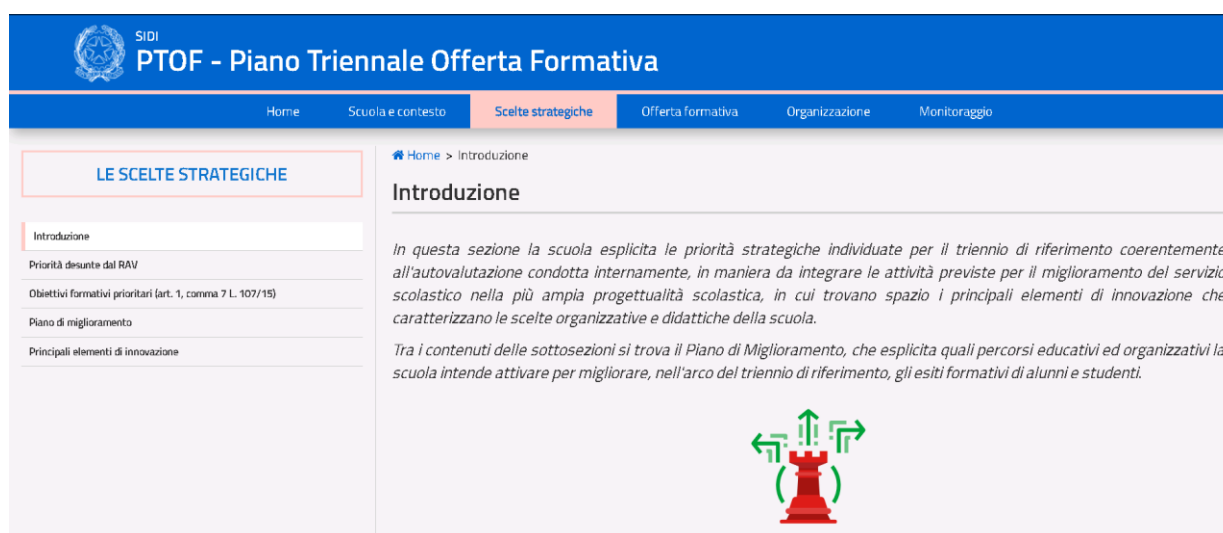 SIDI
PTOF - Piano Triennale Offerta Formativa
Home Scuola e contesto Scelte strategiche Offerta formativa Organizzazione Monitoraggio
LE SCELTE STRATEGICHE
Introduzione
Priorità desunte dal RAV
Obiettivi formativi prioritari (art. 1, comma 7 L. 107/15)
Piano di miglioramento
Principali elementi di innovazione
Home > Introduzione
Introduzione
In questa sezione la scuola esplicita le priorità strategiche individuate per il triennio di riferimento coerentemente
all'autovalutazione condotta internamente, in maniera da integrare le attività previste per il miglioramento del servizio
scolastico nella più ampia progettualità scolastica, in cui trovano spazio i principali elementi di innovazione che
caratterizzano le scelte organizzative e didattiche della scuola.
Tra i contenuti delle sottosezioni si trova il Piano di Miglioramento, che esplicita quali percorsi educativi ed organizzativi la
scuola intende attivare per migliorare, nell'arco del triennio di riferimento, gli esiti formativi di alunni e studenti.